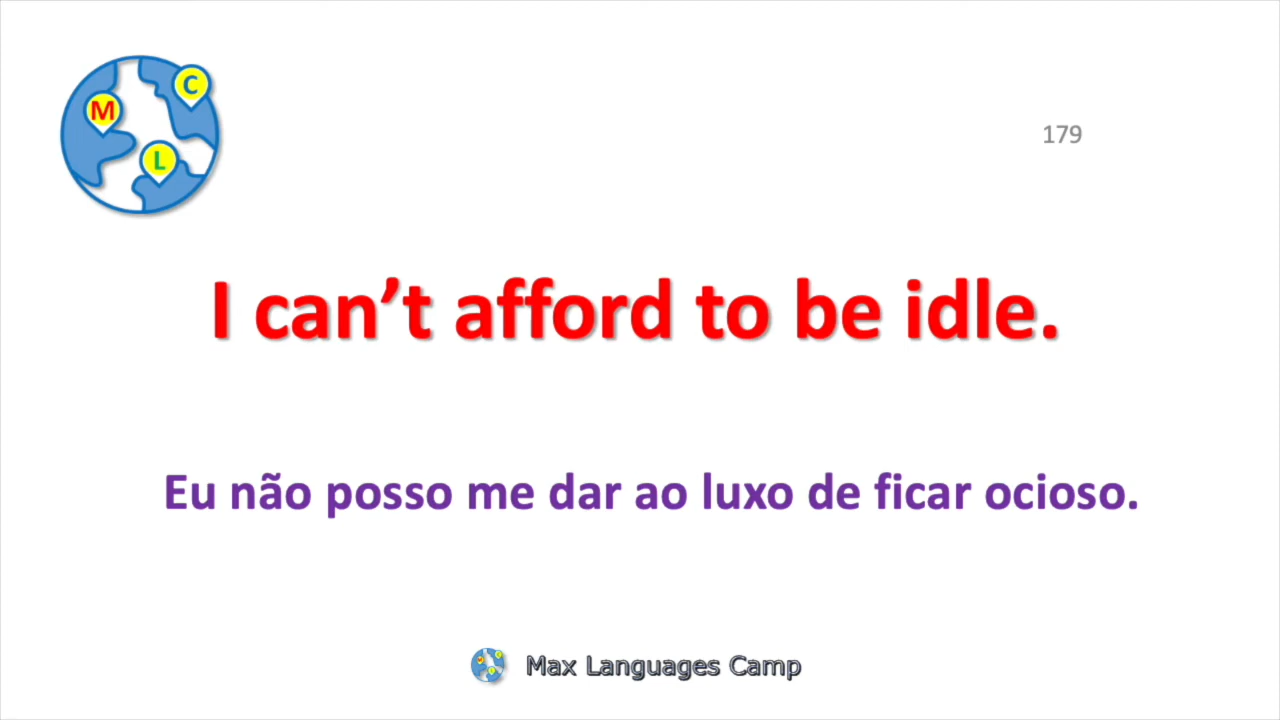 C
M
L
179
I can’t afford to be idle.
Eu não posso me dar ao luxo de ficar ocioso.
Max Languages Camp